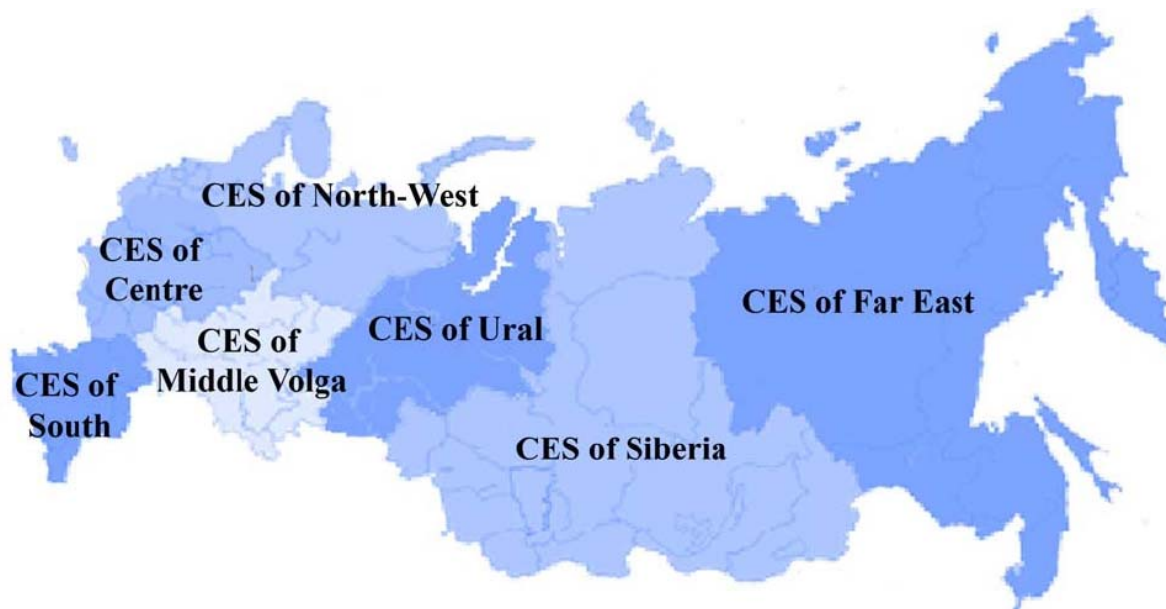 CES of North-West
CES of
Centre
CES of Ural
CES of Far East
CES of
Middle Volga
CES of
South
CES of Siberia